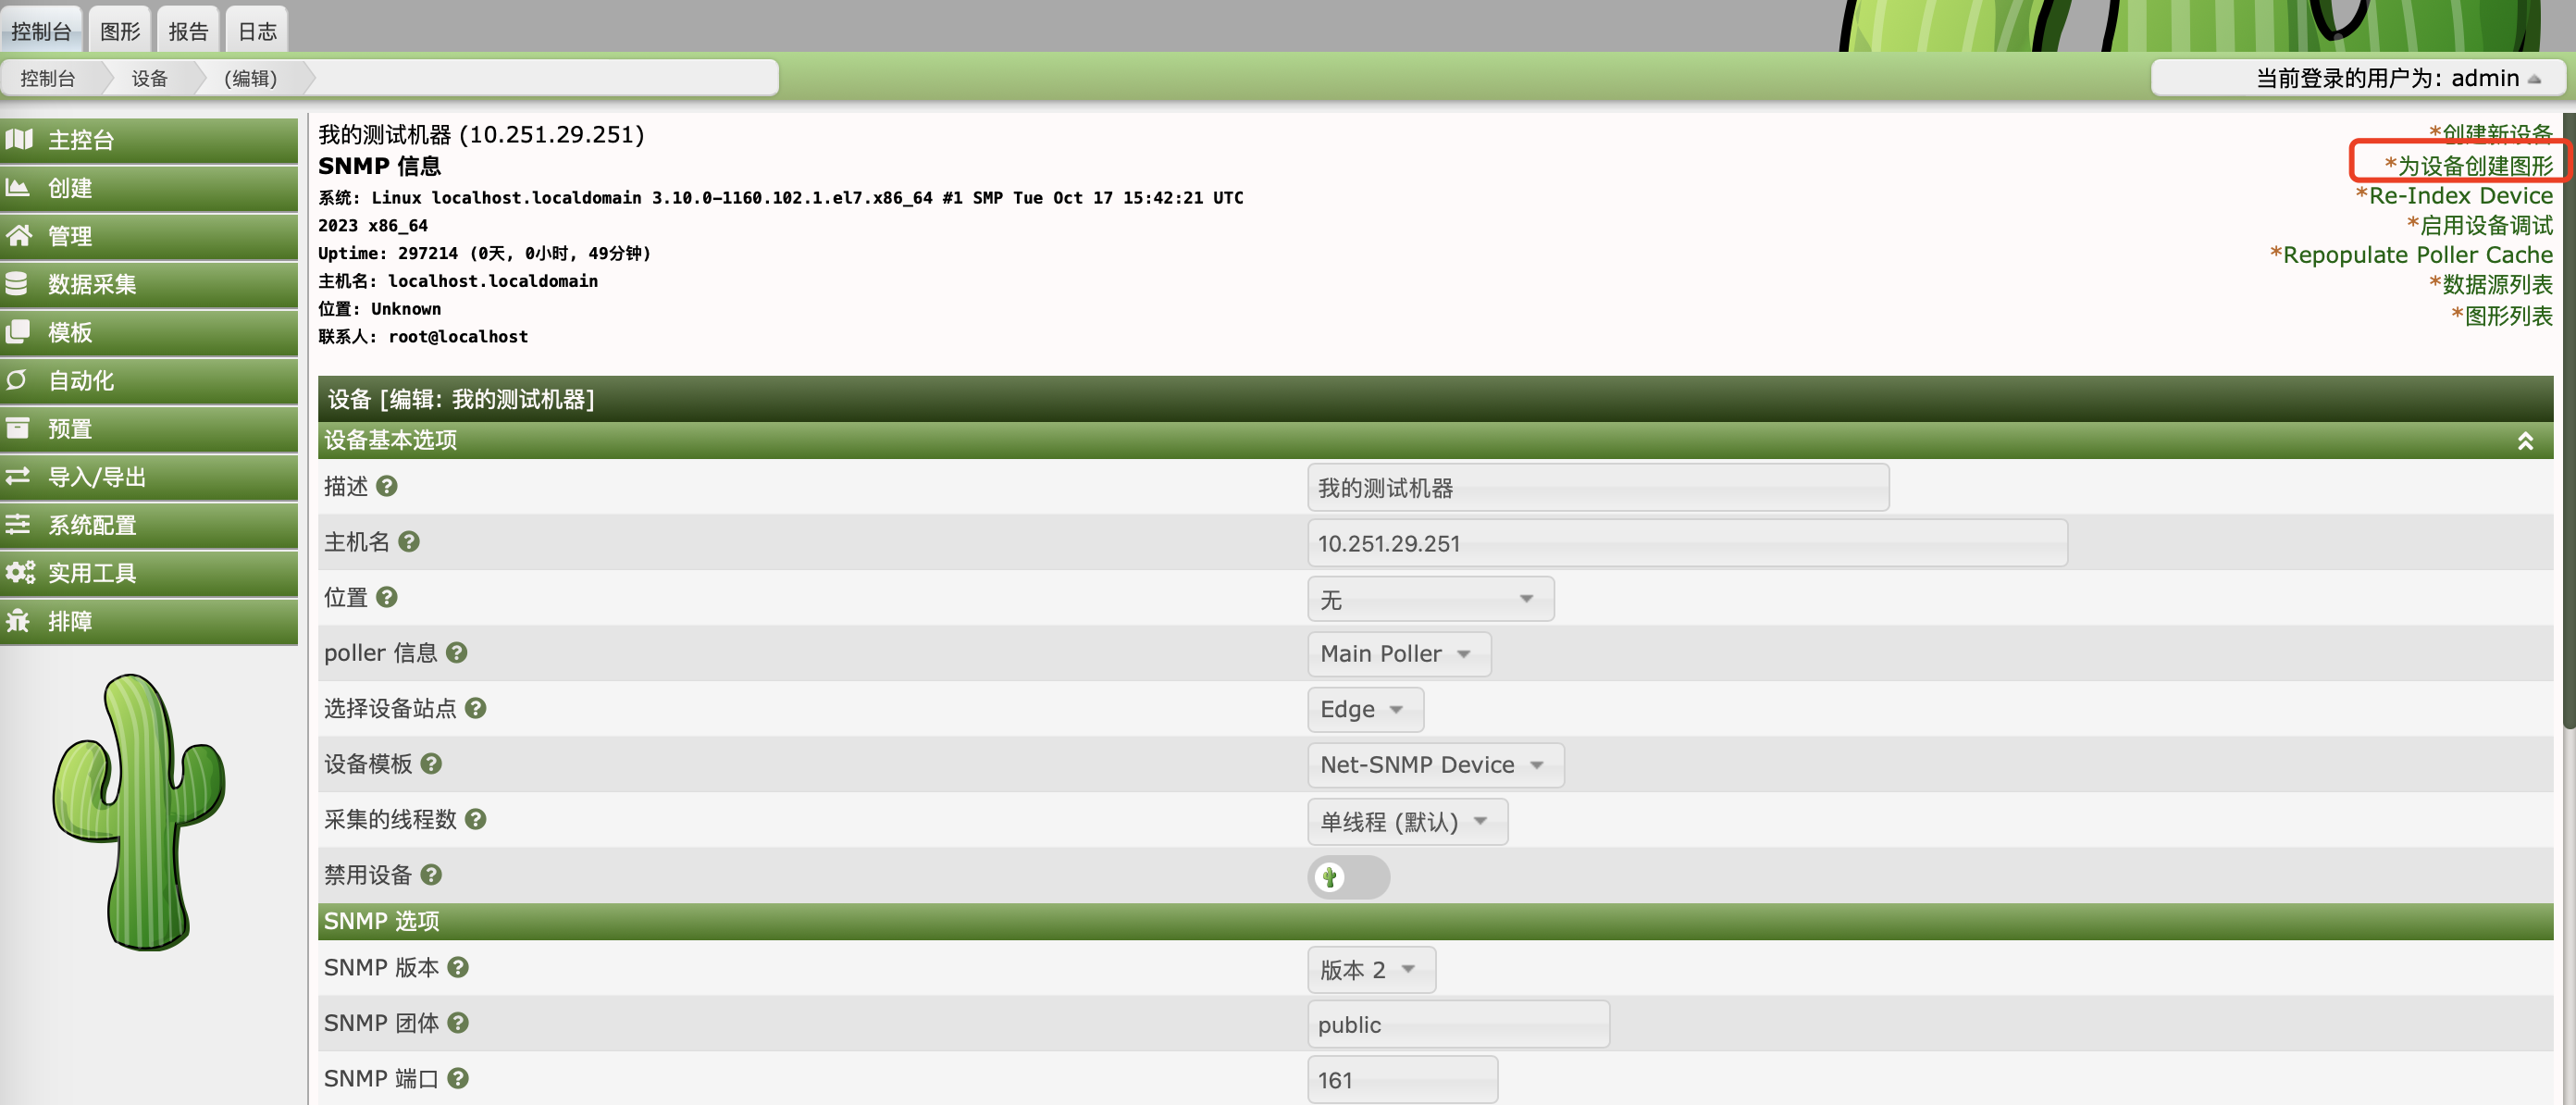 控制台 图形 报告 日志
控制台 设备 (编辑)
当前登录的用户为: admin
主控台
创建
管理
数据采集
模板
自动化
预置
导入/导出
系统配置
实用工具
排障
我的测试机器 (10.251.29.251)
SNMP 信息
系统: Linux localhost.localdomain 3.10.0-1160.102.1.el7.x86_64 #1 SMP Tue Oct 17 15:42:21 UTC
2023 x86_64
Uptime: 297214 (0天, 0小时, 49分钟)
主机名: localhost.localdomain
位置: Unknown
联系人: root@localhost
*创建新设备
*为设备创建图形
*Re-Index Device
*启用设备调试
*Repopulate Poller Cache
*数据源列表
*图形列表
设备 [编辑: 我的测试机器]
设备基本选项
描述 我的测试机器
主机名 10.251.29.251
位置 无
poller 信息 Main Poller
选择设备站点 Edge
设备模板 Net-SNMP Device
采集的线程数 单线程 (默认)
禁用设备
SNMP 选项
SNMP 版本 版本 2
SNMP 团体 public
SNMP 端口 161